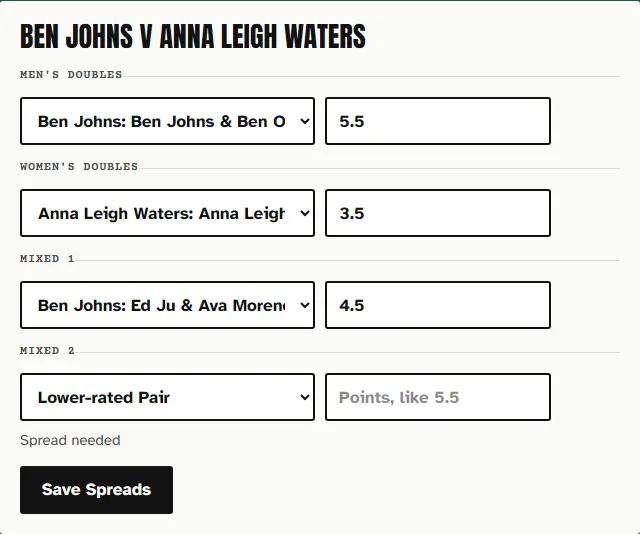 BEN JOHNS V ANNA LEIGH WATERS
MEN'S DOUBLES
Ben Johns: Ben Johns & Ben O
5.5
WOMEN'S DOUBLES
Anna Leigh Waters: Anna Leigh
3.5
MIXED 1
Ben Johns: Ed Ju & Ava Moreno
4.5
MIXED 2
Lower-rated Pair
Points, like 5.5
Spread needed
Save Spreads